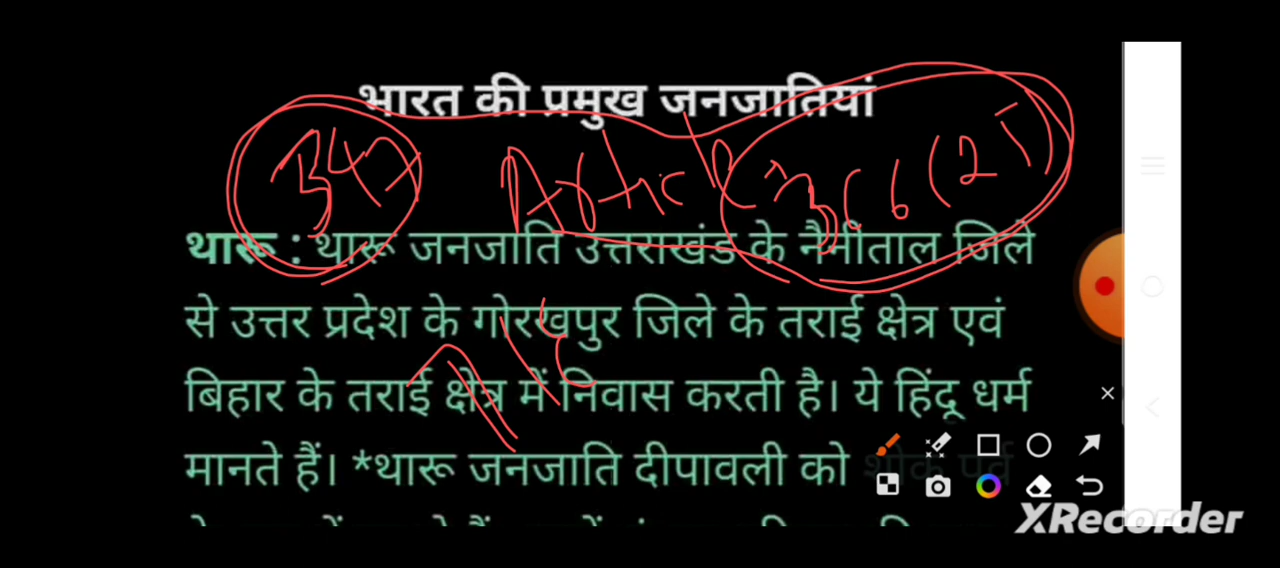 भारत की प्रमुख जनजातियां
347 Article 366 (25)
थारू : थारू जनजाति उत्तराखंड के नैनीताल जिले
से उत्तर प्रदेश के गोरखपुर जिले के तराई क्षेत्र एवं
बिहार के तराई क्षेत्र में निवास करती है। ये हिंदू धर्म
मानते हैं। *थारू जनजाति दीपावली को शोक पर्व
XRecorder